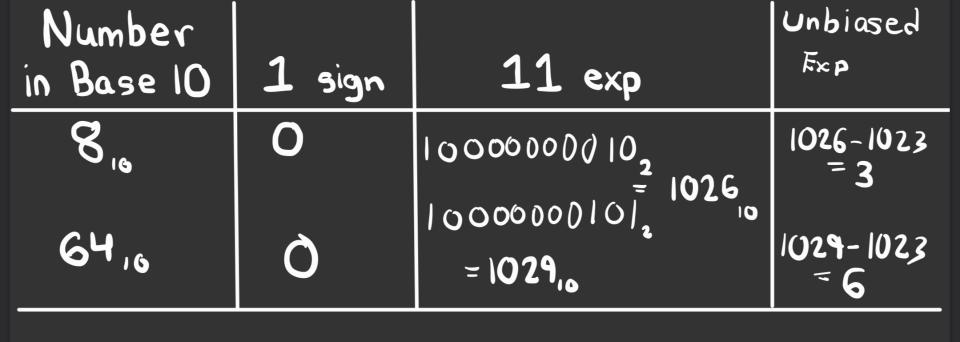 Number in Base 10 | 1 sign | 11 exp | Unbiased Exp
8₁₀ | 0 | 10000000010₂ = 1026₁₀ | 1026-1023 = 3
64₁₀ | 0 | 10000000101₂ = 1029₁₀ | 1029-1023 = 6